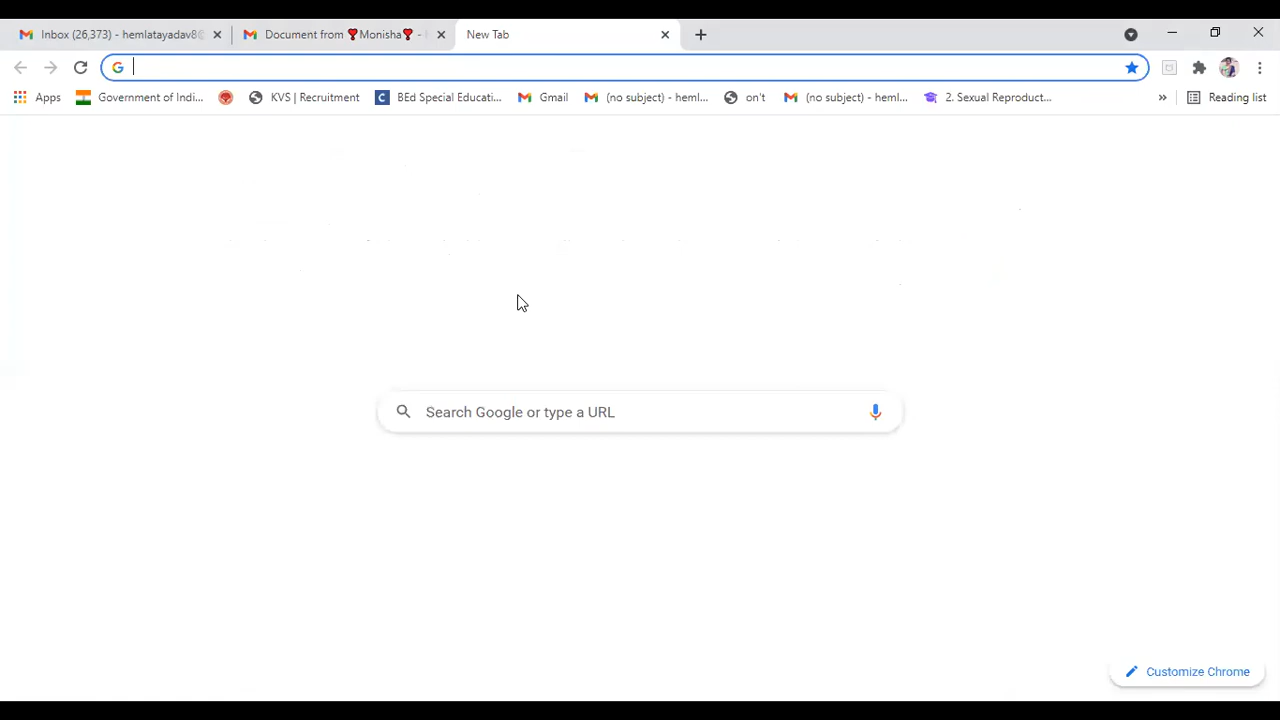 Inbox (26,373) - hemlatayadav8@
Document from ❣Monisha❣ -
New Tab
Apps
Government of Indi...
KVS | Recruitment
BEd Special Educati...
Gmail
(no subject) - heml...
on't
(no subject) - heml...
2. Sexual Reproduct...
»
Reading list
Search Google or type a URL
Customize Chrome